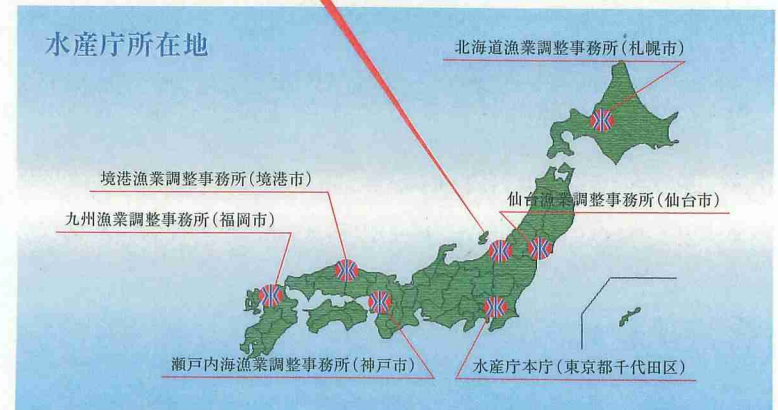 水産庁所在地
北海道漁業調整事務所(札幌市)
境港漁業調整事務所(境港市)
仙台漁業調整事務所(仙台市)
九州漁業調整事務所(福岡市)
瀬戸内海漁業調整事務所(神戸市)
水産庁本庁(東京都千代田区)